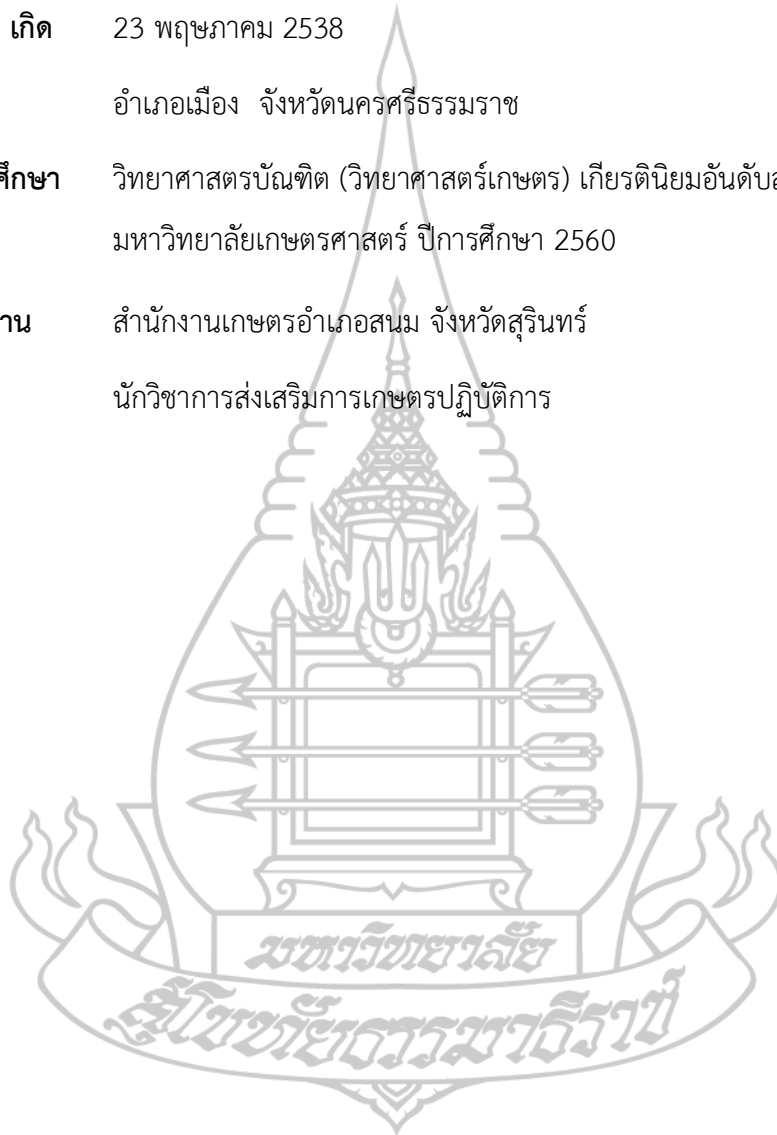 เกิด 23 พฤษภาคม 2538
อำเภอเมือง จังหวัดนครศรีธรรมราช
ศึกษา วิทยาศาสตรบัณฑิต (วิทยาศาสตร์เกษตร) เกียรตินิยมอันดับ
มหาวิทยาลัยเกษตรศาสตร์ ปีการศึกษา 2560
สำนักงานเกษตรอำเภอสนม จังหวัดสุรินทร์
นักวิชาการส่งเสริมการเกษตรปฏิบัติการ
มหาวิทยาลัย
สุโขทัยธรรมาธิราช